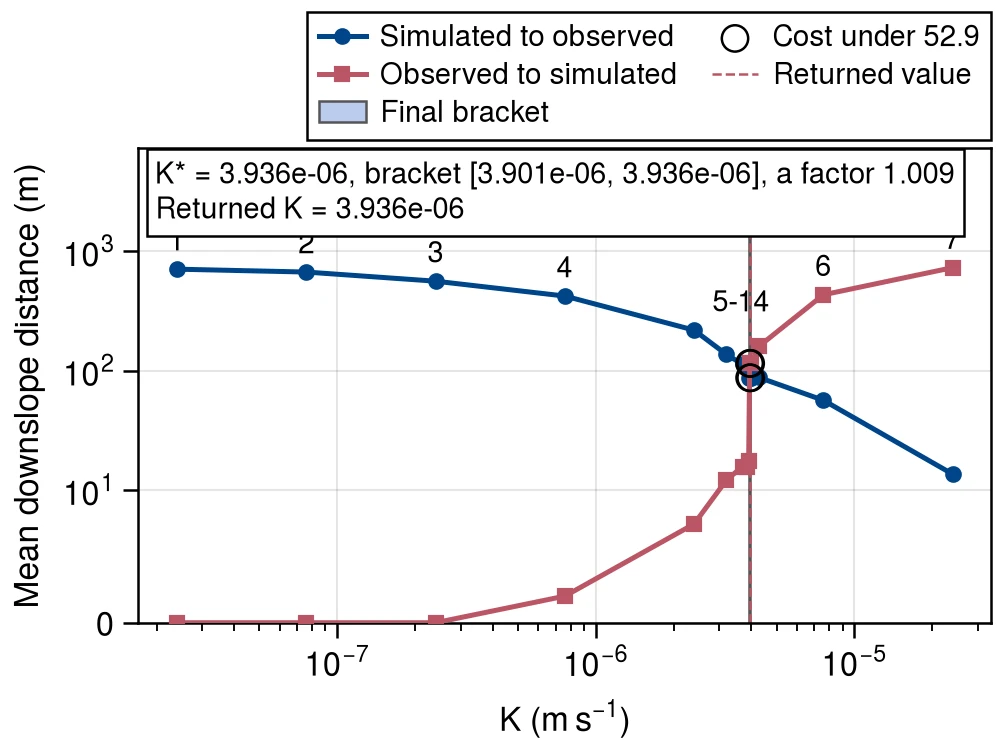 Simulated to observed
Observed to simulated
Final bracket
Cost under 52.9
Returned value
K* = 3.936e-06, bracket [3.901e-06, 3.936e-06], a factor 1.009
Returned K = 3.936e-06
2
3
4
5-14
6
7
Mean downslope distance (m)
10³
10²
10¹
0
10⁻⁷
10⁻⁶
10⁻⁵
K (m s⁻¹)